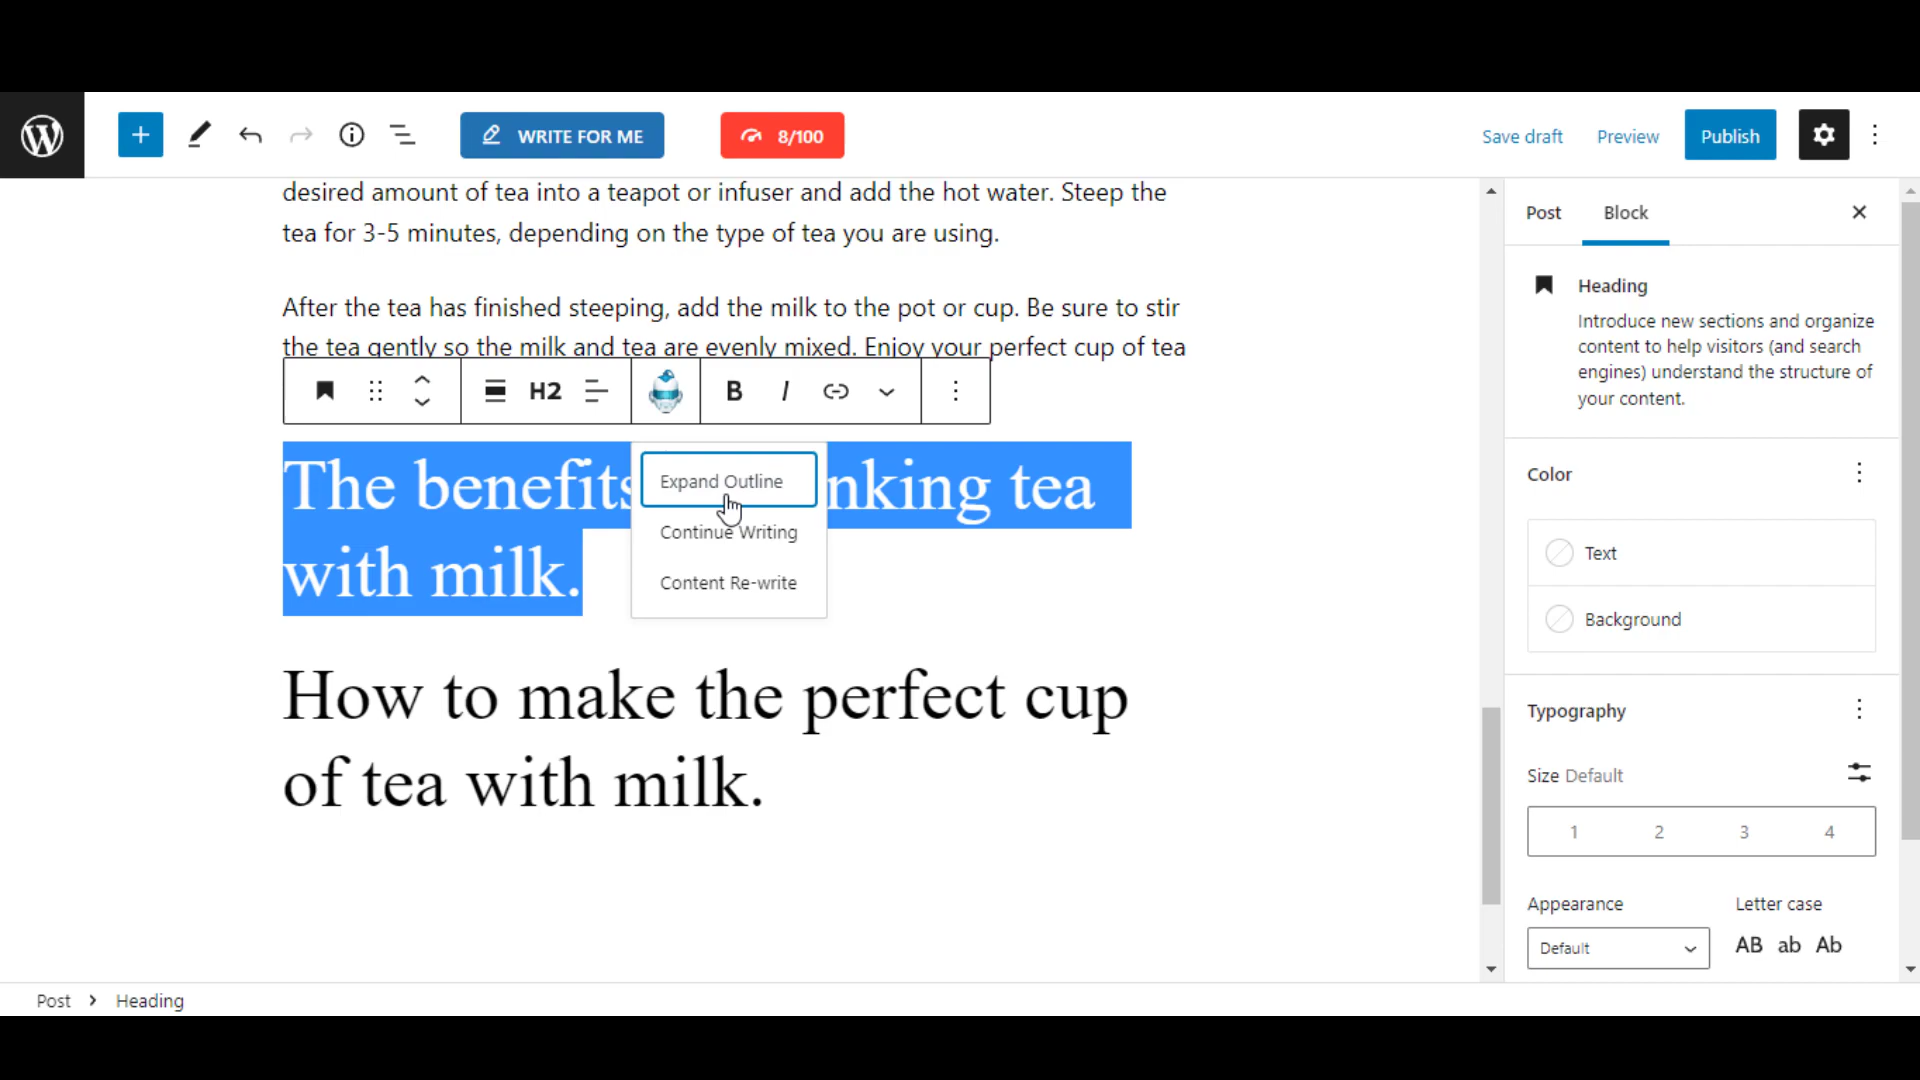 WRITE FOR ME
8/100
Save draft
Preview
Publish
desired amount of tea into a teapot or infuser and add the hot water. Steep the
tea for 3-5 minutes, depending on the type of tea you are using.
After the tea has finished steeping, add the milk to the pot or cup. Be sure to stir
the tea gently so the milk and tea are evenly mixed. Enjoy your perfect cup of tea
H2
B
I
The benefits
nking tea
with milk.
Expand Outline
Continue Writing
Content Re-write
How to make the perfect cup
of tea with milk.
Post
Block
Heading
Introduce new sections and organize
content to help visitors (and search
engines) understand the structure of
your content.
Color
Text
Background
Typography
Size Default
1 2 3 4
Appearance
Letter case
Default
AB ab Ab
Post
Heading